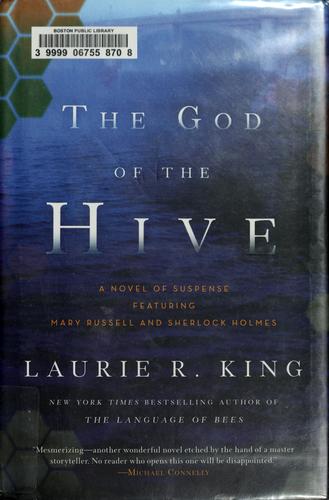 BOSTON PUBLIC LIBRARY
3 9999 06755 870 8
THE GOD
OF THE
HIVE
A NOVEL OF SUSPENSE
FEATURING
MARY RUSSELL AND SHERLOCK HOLMES
LAURIE R. KING
NEW YORK TIMES BESTSELLING AUTHOR OF
THE LANGUAGE OF BEES
"Mesmerizing—another wonderful novel etched by the hand of a master
storyteller. No reader who opens this one will be disappointed."
—MICHAEL CONNELLY